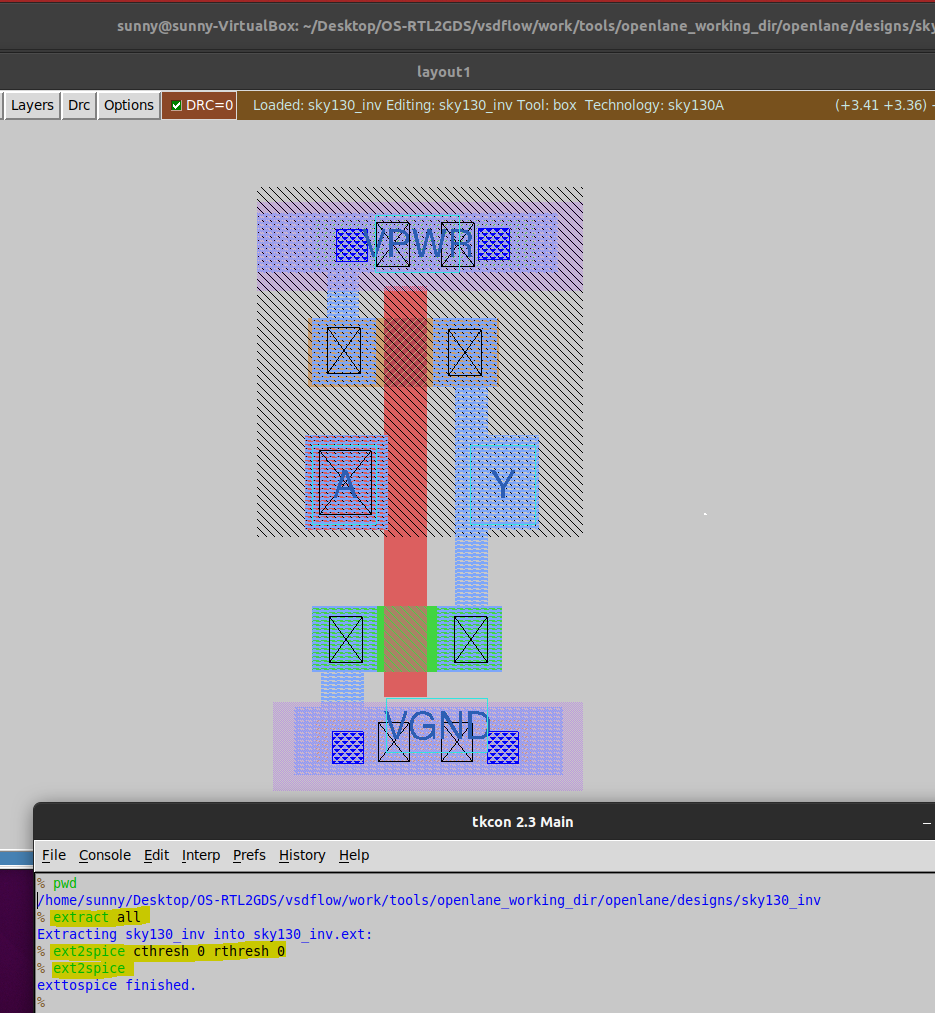 sunny@sunny-VirtualBox: ~/Desktop/OS-RTL2GDS/vsdflow/work/tools/openlane_working_dir/openlane/designs/sky
layout1
Layers Drc Options DRC=0 Loaded: sky130_inv Editing: sky130_inv Tool: box Technology: sky130A (+3.41 +3.36) -
VPWR
A Y
VGND
tkcon 2.3 Main
File Console Edit Interp Prefs History Help
% pwd
/home/sunny/Desktop/OS-RTL2GDS/vsdflow/work/tools/openlane_working_dir/openlane/designs/sky130_inv
% extract all
Extracting sky130_inv into sky130_inv.ext:
% ext2spice cthresh 0 rthresh 0
% ext2spice
exttospice finished.
%